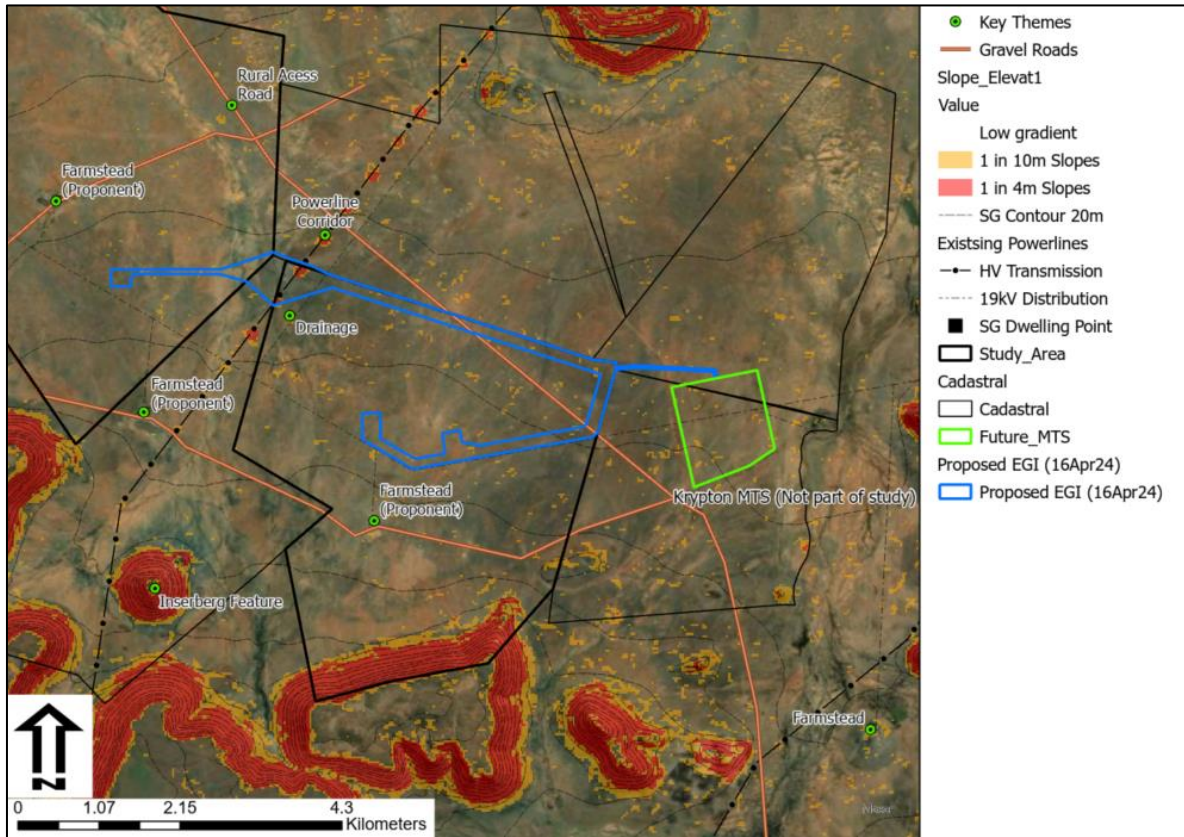 Rural Acess
Road
Farmstead
(Proponent)
Powerline
Corridor
Drainage
Farmstead
(Proponent)
Farmstead
(Proponent)
Krypton MTS (Not part of study)
Inserberg Feature
Farmstead
N
0 1.07 2.15 4.3
Kilometers
Key Themes
Gravel Roads
Slope_Elevat1
Value
Low gradient
1 in 10m Slopes
1 in 4m Slopes
SG Contour 20m
Existsing Powerlines
HV Transmission
19kV Distribution
SG Dwelling Point
Study_Area
Cadastral
Cadastral
Future_MTS
Proposed EGI (16Apr24)
Proposed EGI (16Apr24)